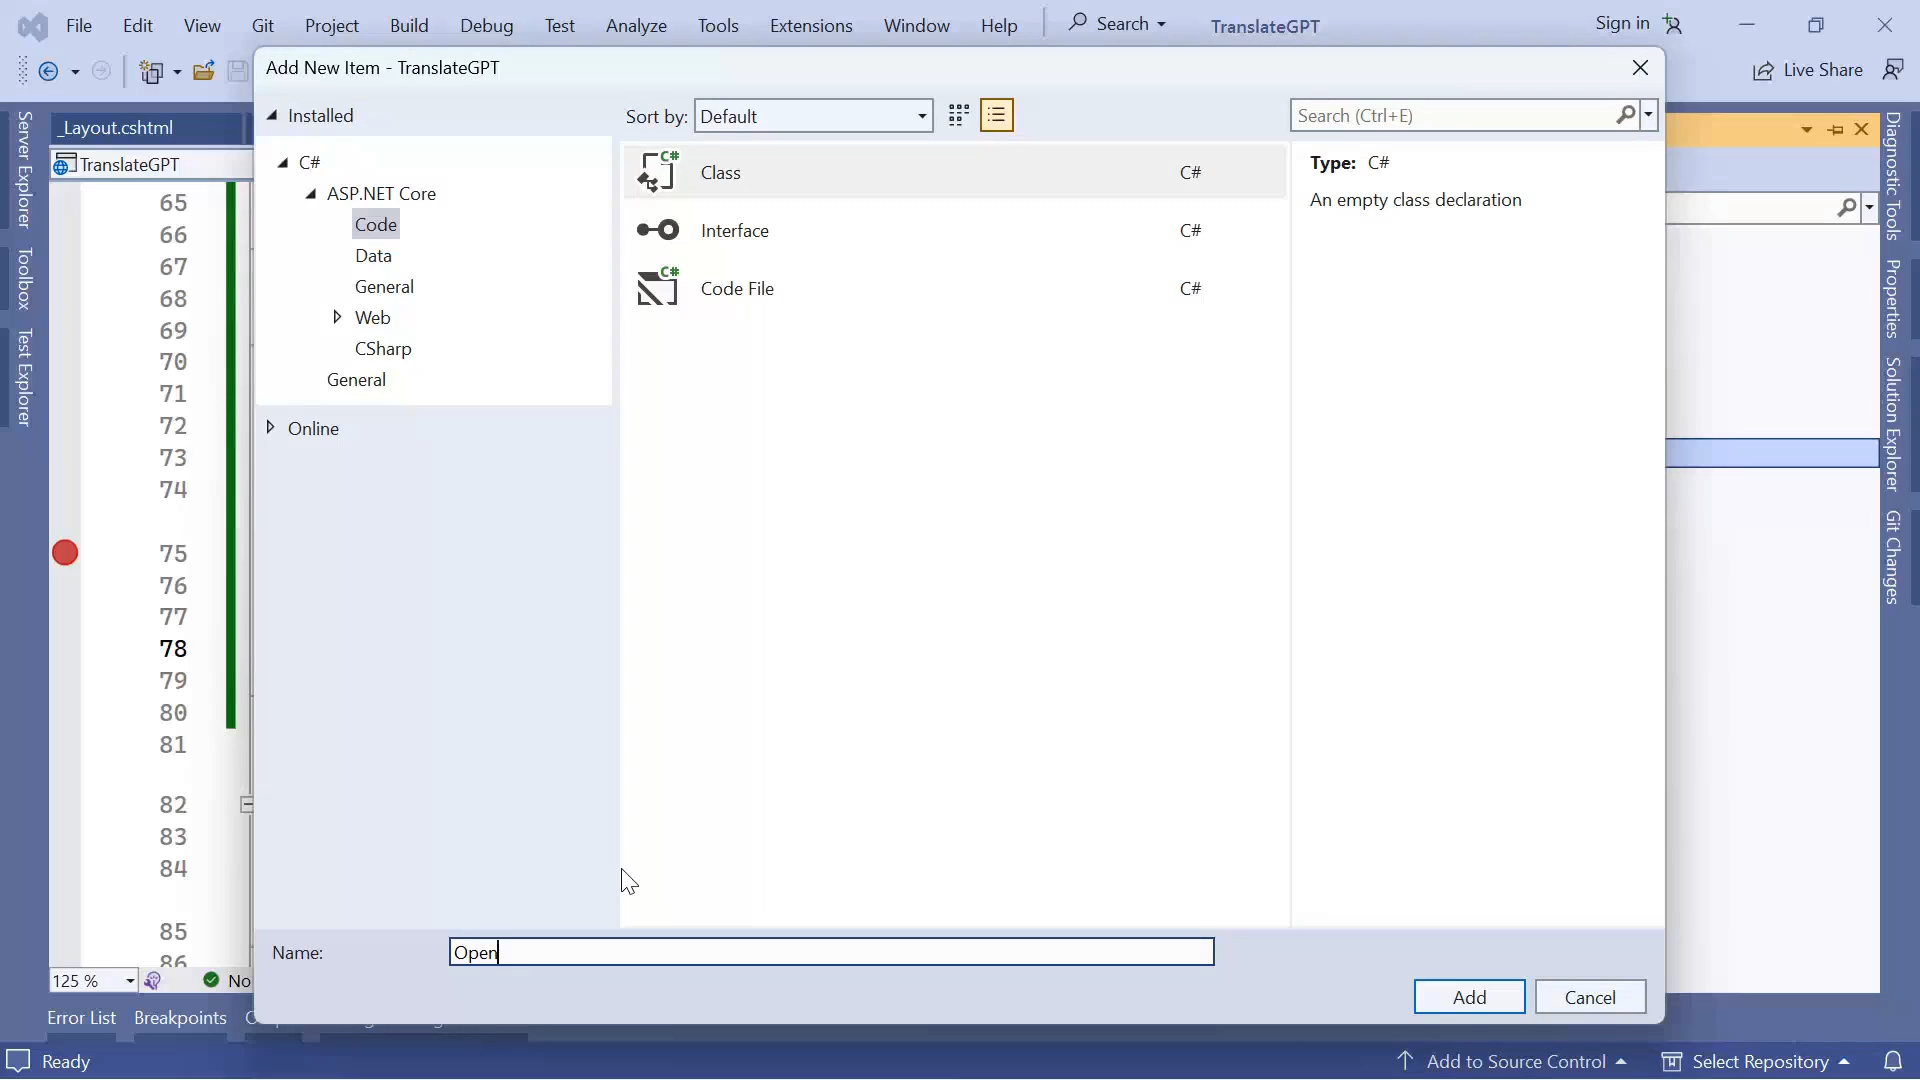 File Edit View Git Project Build Debug Test Analyze Tools Extensions Window Help Search TranslateGPT Sign in
Live Share
Add New Item - TranslateGPT
Installed
Sort by: Default
Search (Ctrl+E)
C#
ASP.NET Core
Code
Data
General
Web
CSharp
General
Online
C#
Class C#
Interface C#
C#
Code File C#
Type: C#
An empty class declaration
Name: Open
Add Cancel
Server Explorer
Toolbox
Test Explorer
_Layout.cshtml
TranslateGPT
65
66
67
68
69
70
71
72
73
74
75
76
77
78
79
80
81
82
83
84
85
86
125 % No
Error List Breakpoints
Diagnostic Tools
Properties
Solution Explorer
Git Changes
Ready Add to Source Control Select Repository